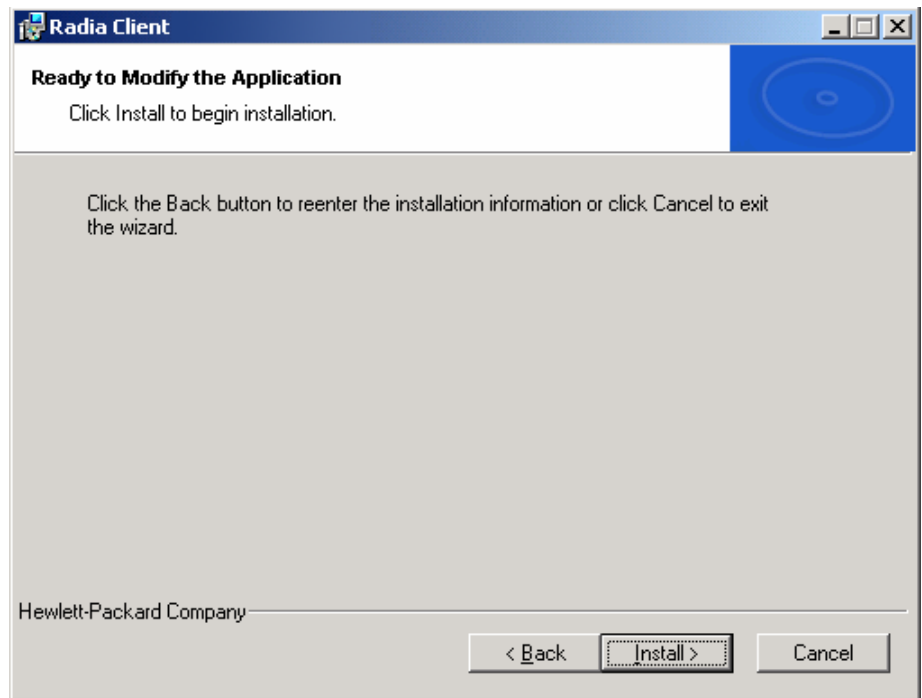 Radia Client
Ready to Modify the Application
Click Install to begin installation.
Click the Back button to reenter the installation information or click Cancel to exit
the wizard.
Hewlett-Packard Company
< Back Install > Cancel